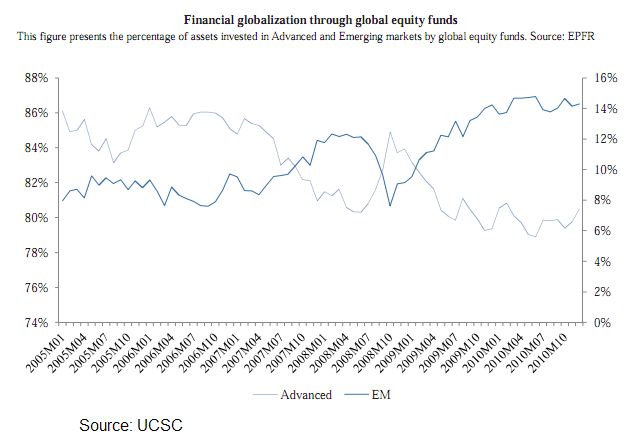 Financial globalization through global equity funds
This figure presents the percentage of assets invested in Advanced and Emerging markets by global equity funds. Source: EPFR
88%
86%
84%
82%
80%
78%
76%
74%
16%
14%
12%
10%
8%
6%
4%
2%
0%
2005M01
2005M04
2005M07
2005M10
2006M01
2006M04
2006M07
2006M10
2007M01
2007M04
2007M07
2007M10
2008M01
2008M04
2008M07
2008M10
2009M01
2009M04
2009M07
2009M10
2010M01
2010M04
2010M07
2010M10
Advanced EM
Source: UCSC